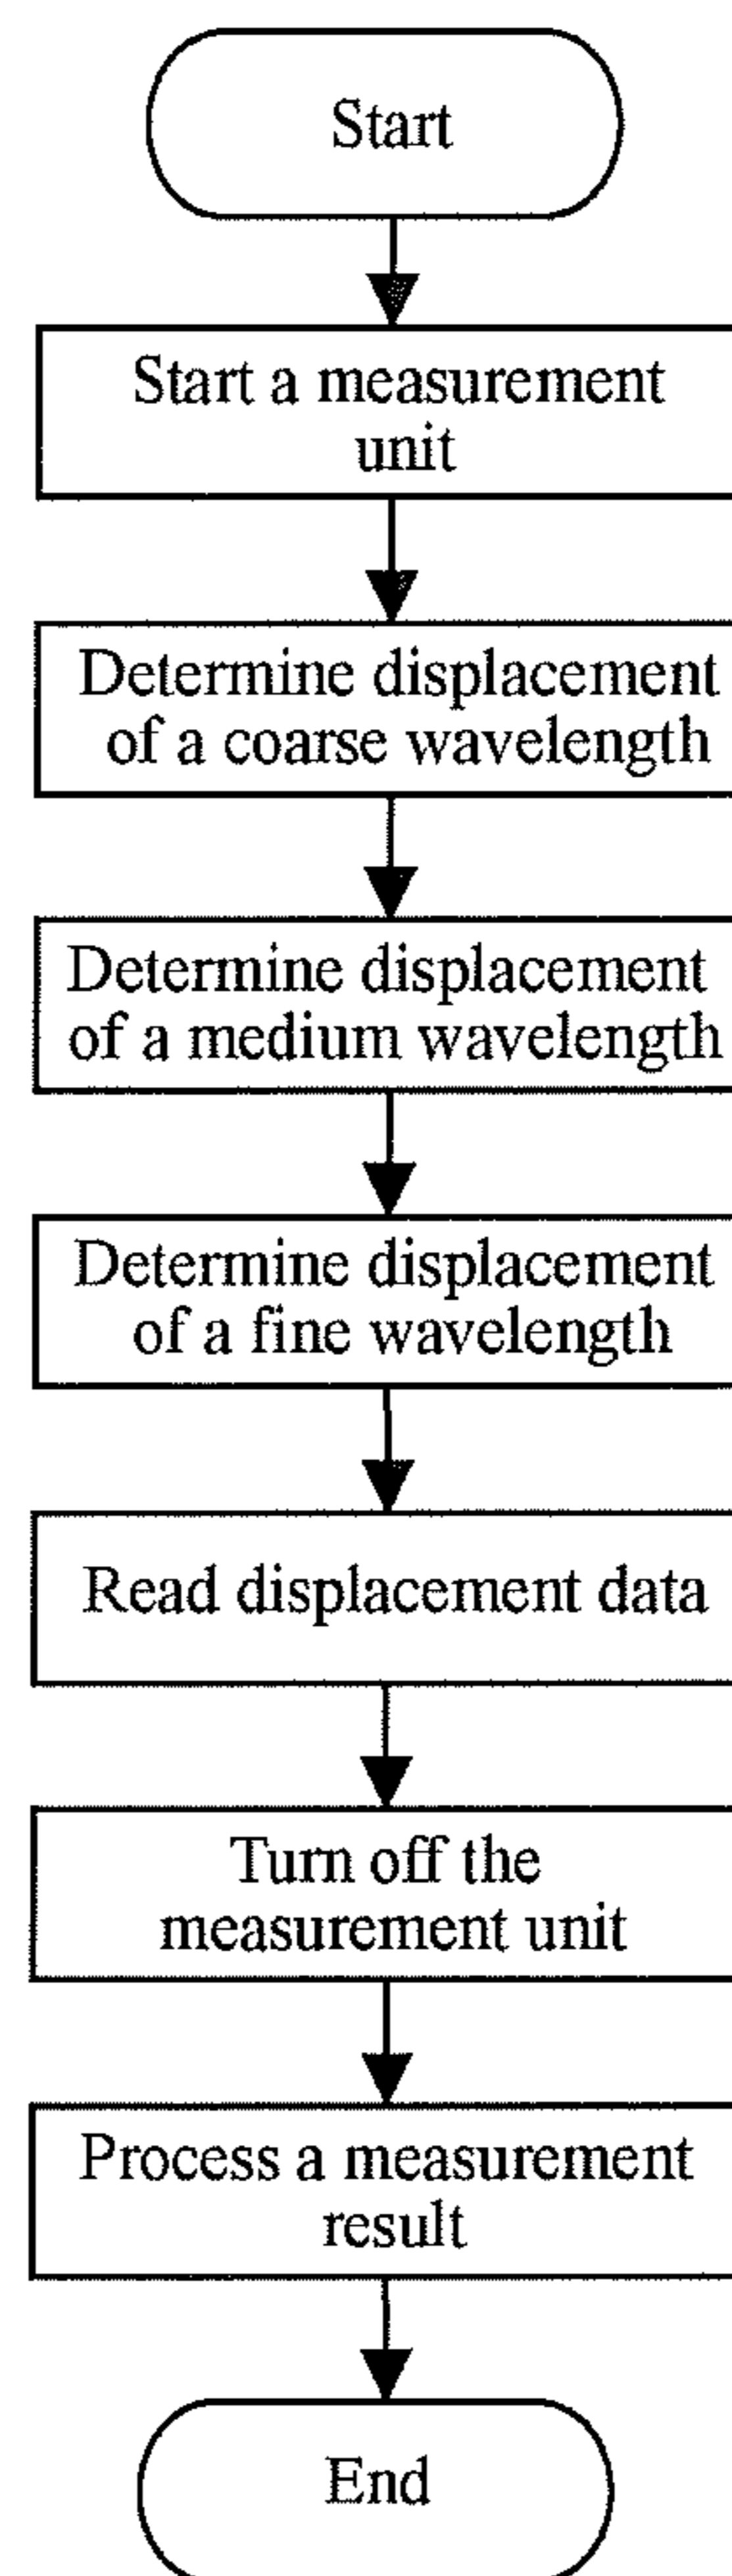 Start
Start a measurement
unit
Determine displacement
of a coarse wavelength
Determine displacement
of a medium wavelength
Determine displacement
of a fine wavelength
Read displacement data
Turn off the
measurement unit
Process a measurement
result
End